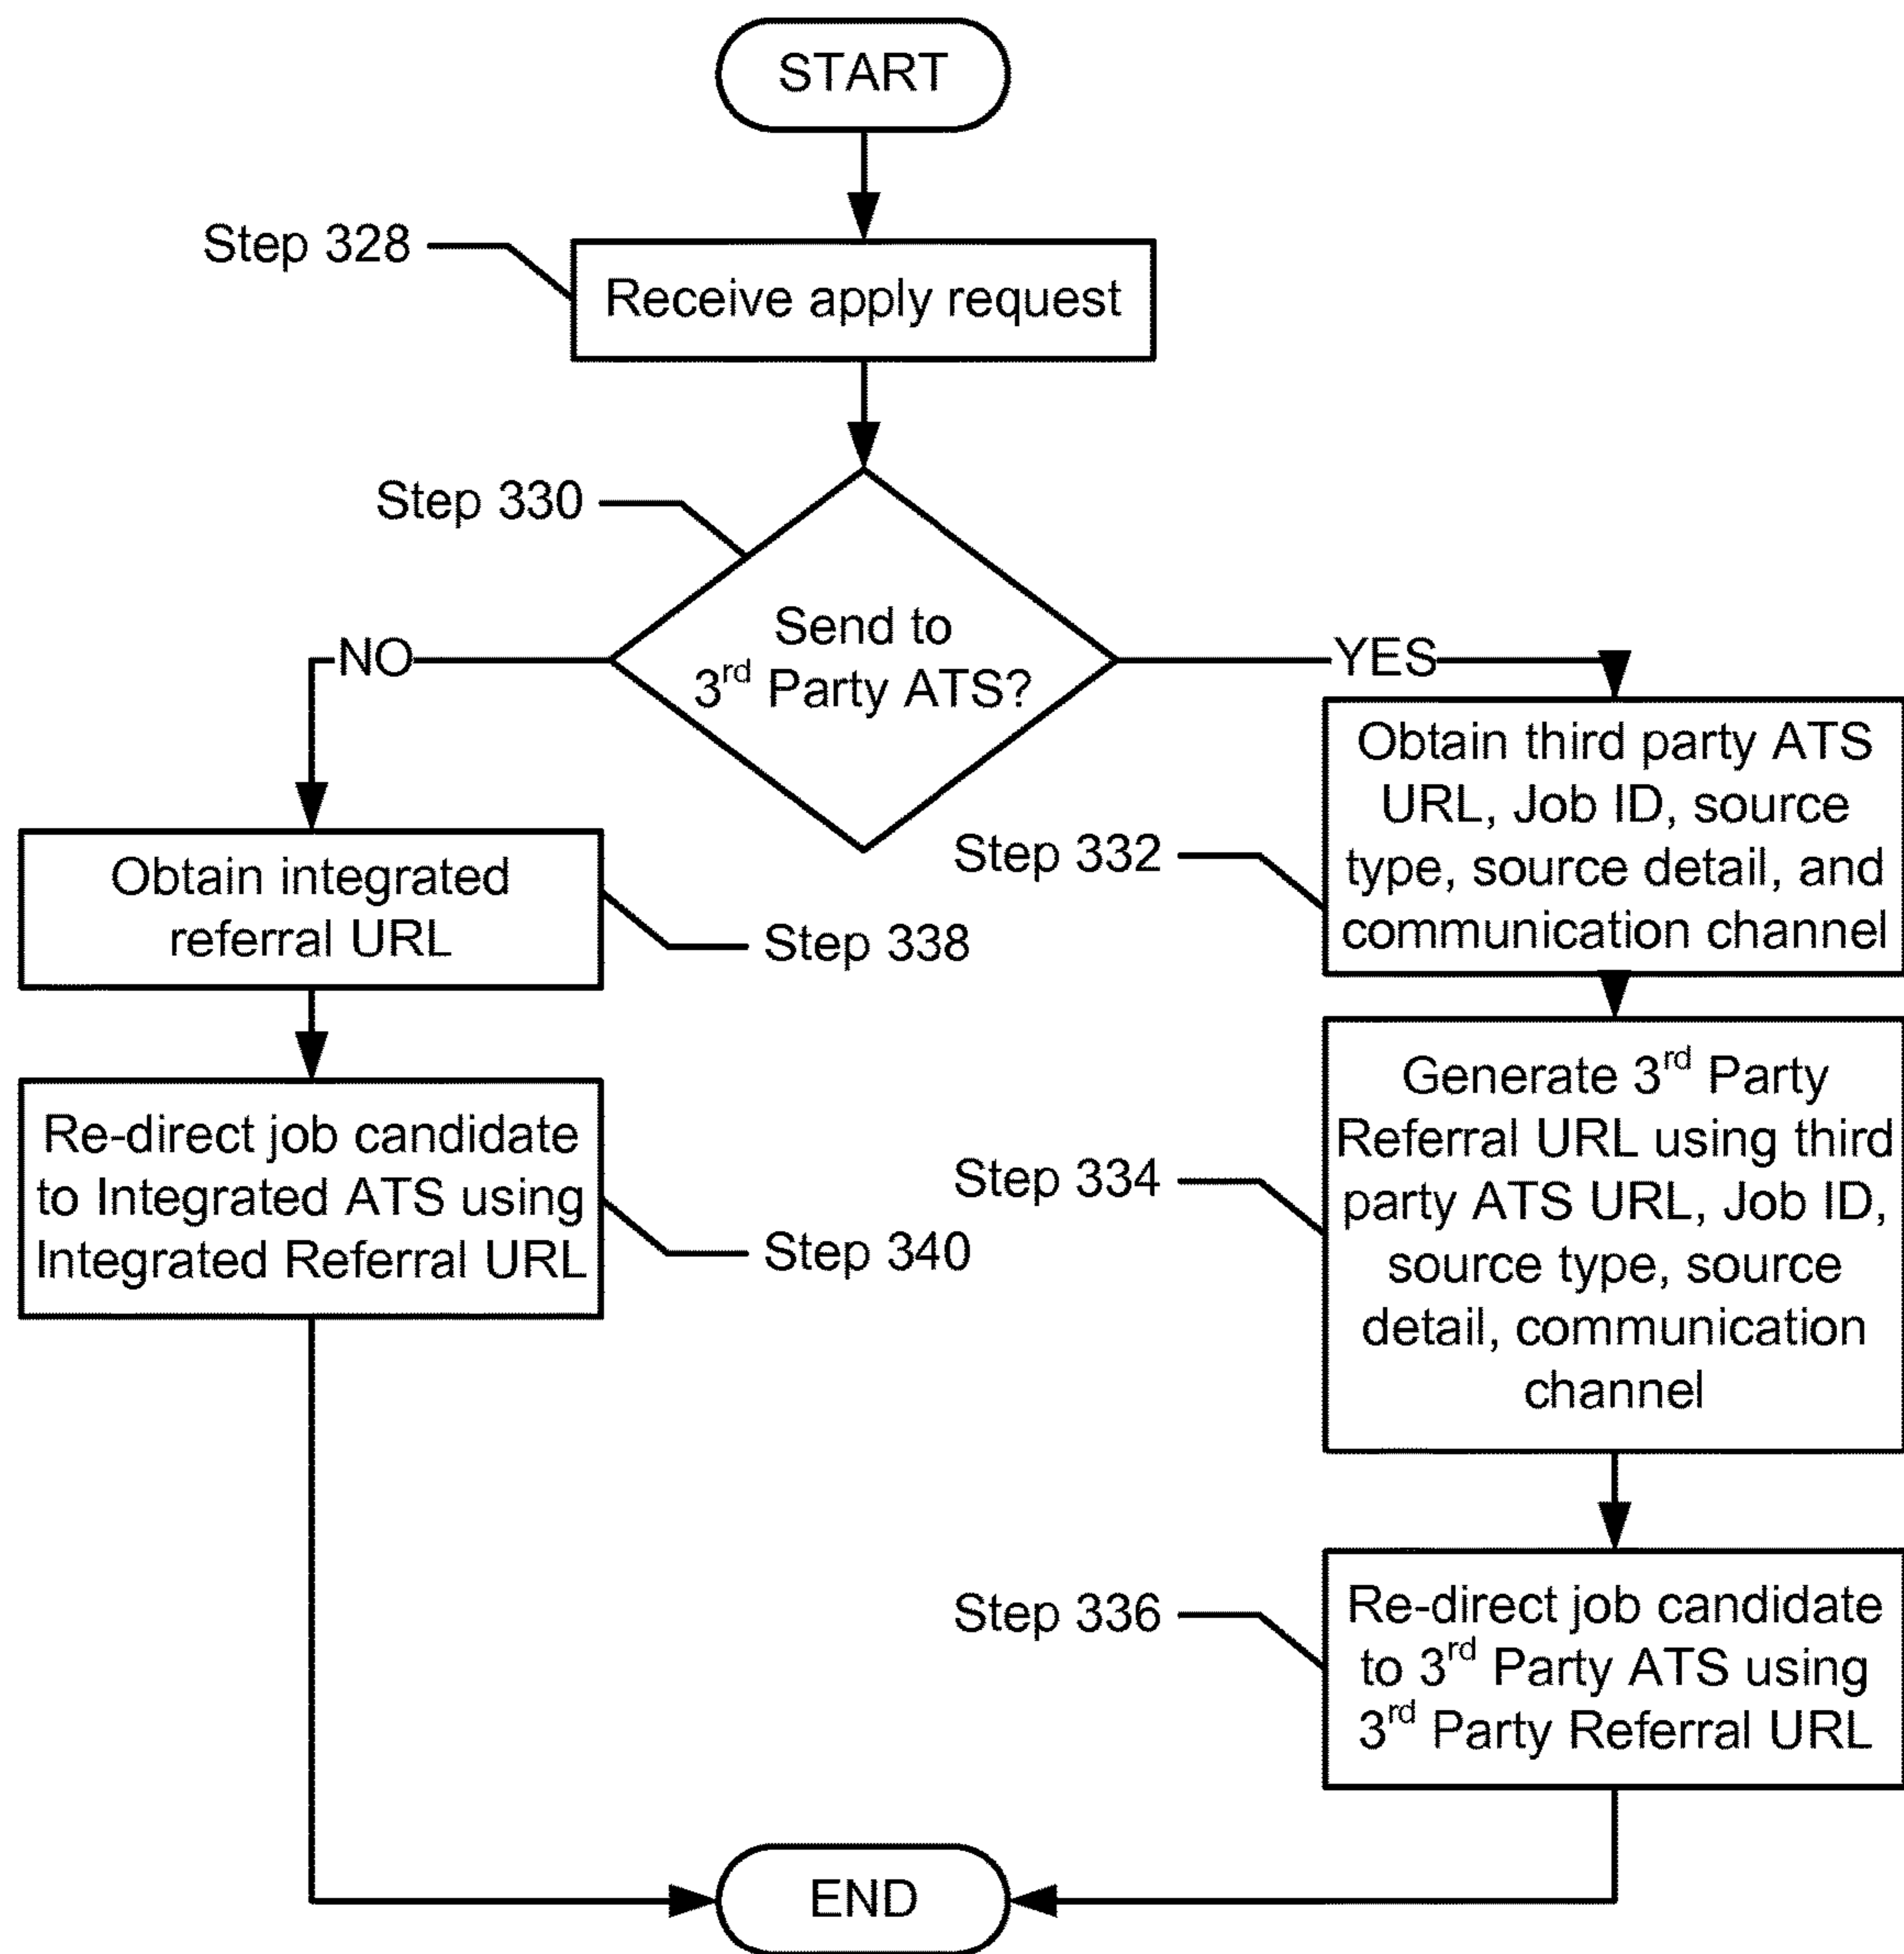 START
Step 328
Receive apply request
Step 330
Send to
3rd Party ATS?
NO
YES
Obtain third party ATS
URL, Job ID, source
type, source detail, and
communication channel
Step 332
Obtain integrated
referral URL
Step 338
Generate 3rd Party
Referral URL using third
party ATS URL, Job ID,
source type, source
detail, communication
channel
Step 334
Re-direct job candidate
to Integrated ATS using
Integrated Referral URL
Step 340
Step 336
Re-direct job candidate
to 3rd Party ATS using
3rd Party Referral URL
END